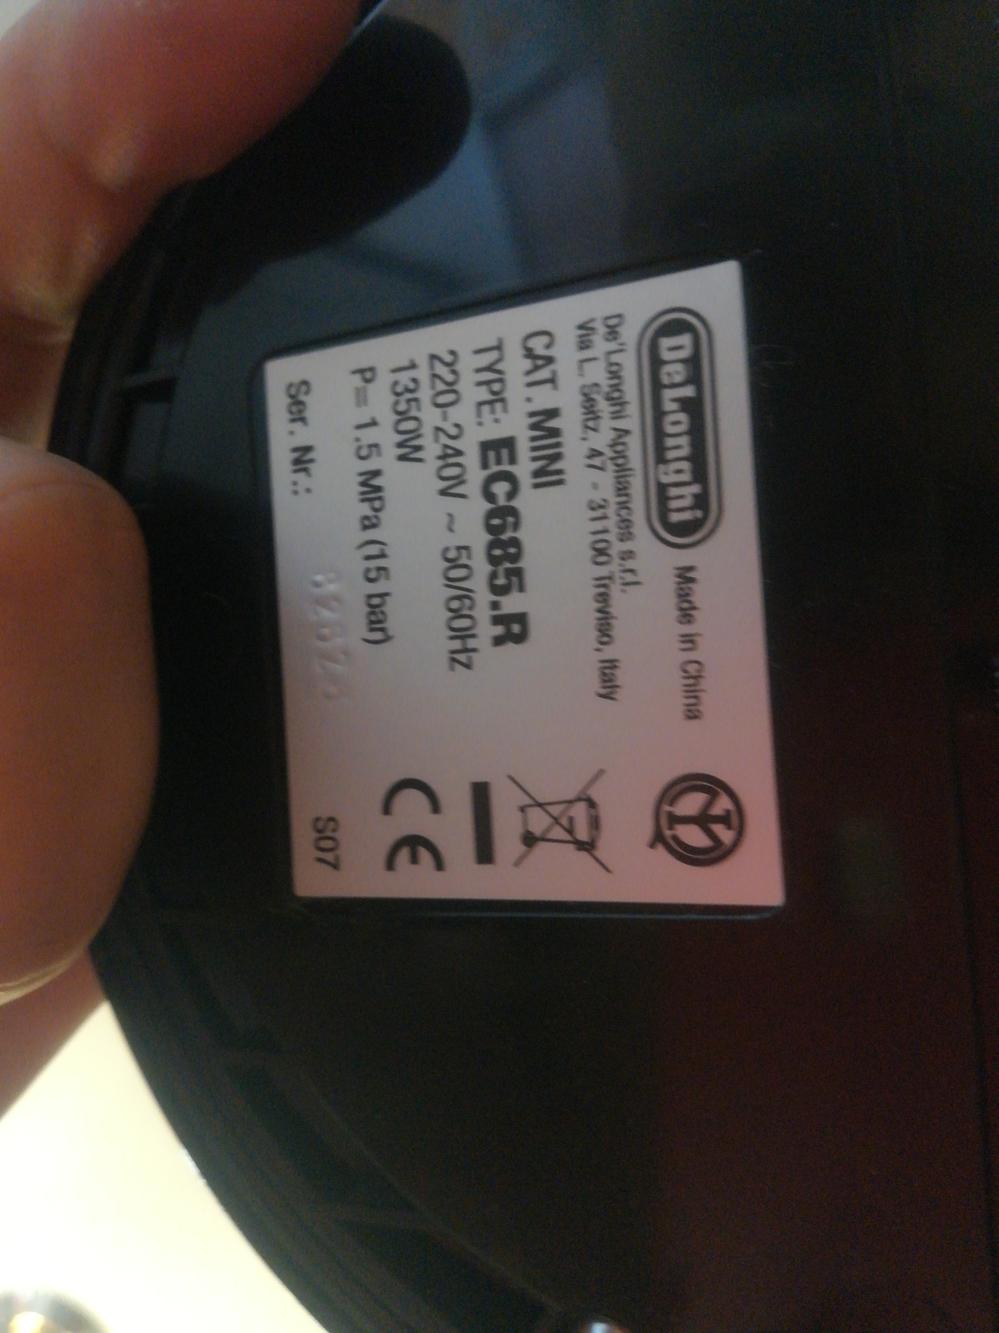 DeLonghi Made in China
De'Longhi Appliances s.r.l.
Via L. Seitz, 47 - 31100 Treviso, Italy
CAT. MINI
TYPE: EC685.R
220-240V ~ 50/60Hz
1350W
P= 1.5 MPa (15 bar)
Ser. Nr.: S07
CE